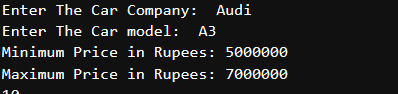 Enter The Car Company:  Audi
Enter The Car model:  A3
Minimum Price in Rupees: 5000000
Maximum Price in Rupees: 7000000